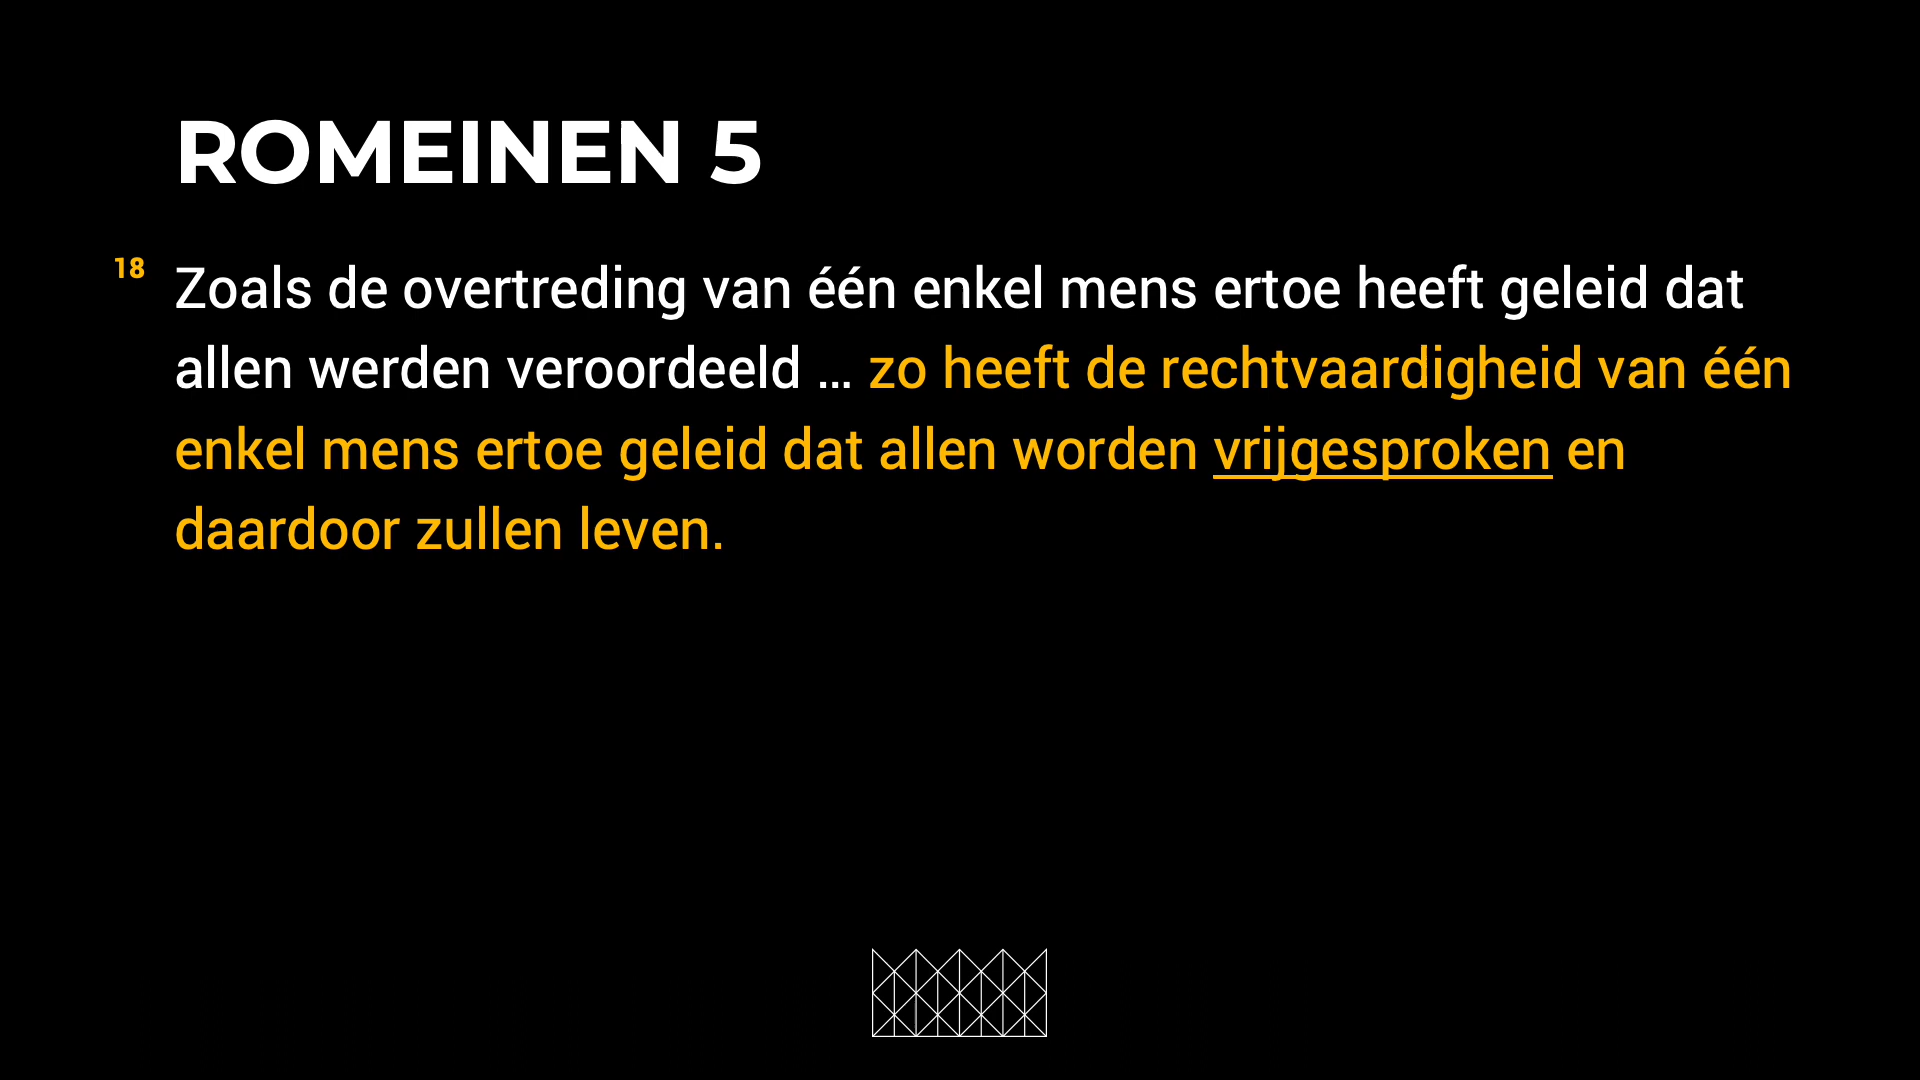 ROMEINEN 5
18 Zoals de overtreding van één enkel mens ertoe heeft geleid dat
allen werden veroordeeld … zo heeft de rechtvaardigheid van één
enkel mens ertoe geleid dat allen worden vrijgesproken en
daardoor zullen leven.